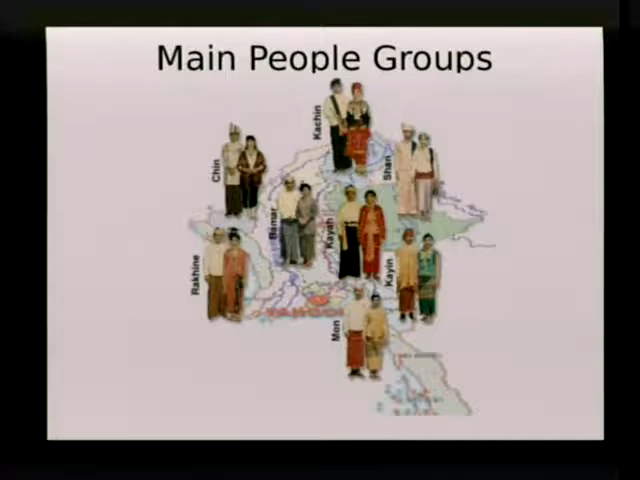 Main People Groups
Kachin
Chin
Shan
Bamar
Kayah
Rakhine
Kayin
Mon